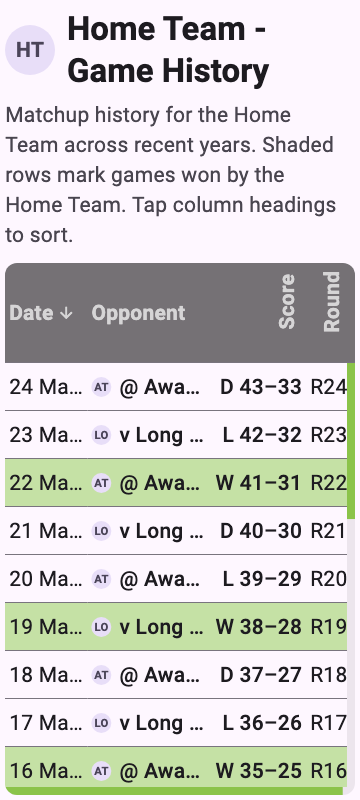 HT
Home Team -
Game History
Matchup history for the Home
Team across recent years. Shaded
rows mark games won by the
Home Team. Tap column headings
to sort.
Date ↓ Opponent Score Round
24 Ma... AT @ Awa... D 43–33 R24
23 Ma... LO v Long ... L 42–32 R23
22 Ma... AT @ Awa... W 41–31 R22
21 Ma... LO v Long ... D 40–30 R21
20 Ma... AT @ Awa... L 39–29 R20
19 Ma... LO v Long ... W 38–28 R19
18 Ma... AT @ Awa... D 37–27 R18
17 Ma... LO v Long ... L 36–26 R17
16 Ma... AT @ Awa... W 35–25 R16